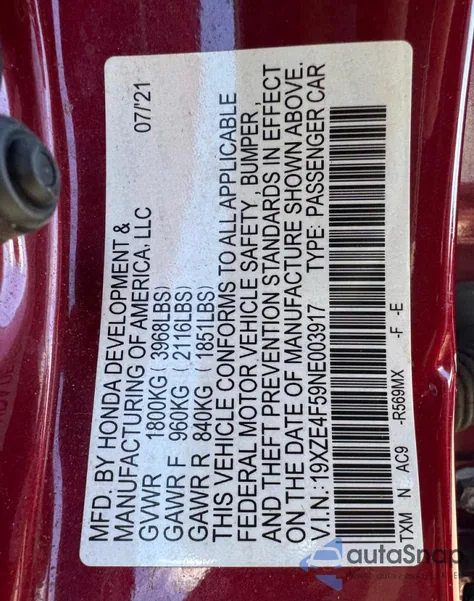 MFD. BY HONDA DEVELOPMENT & 07/'21
MANUFACTURING OF AMERICA, LLC
GVWR 1800KG (3968LBS)
GAWR F 960KG (2116LBS)
GAWR R 840KG (1851LBS)
THIS VEHICLE CONFORMS TO ALL APPLICABLE
FEDERAL MOTOR VEHICLE SAFETY, BUMPER,
AND THEFT PREVENTION STANDARDS IN EFFECT
ON THE DATE OF MANUFACTURE SHOWN ABOVE.
V.I.N.: 19XZE4F59NE003917 TYPE: PASSENGER CAR
TXM N AC9 -R569MX -F -E
autoSnap